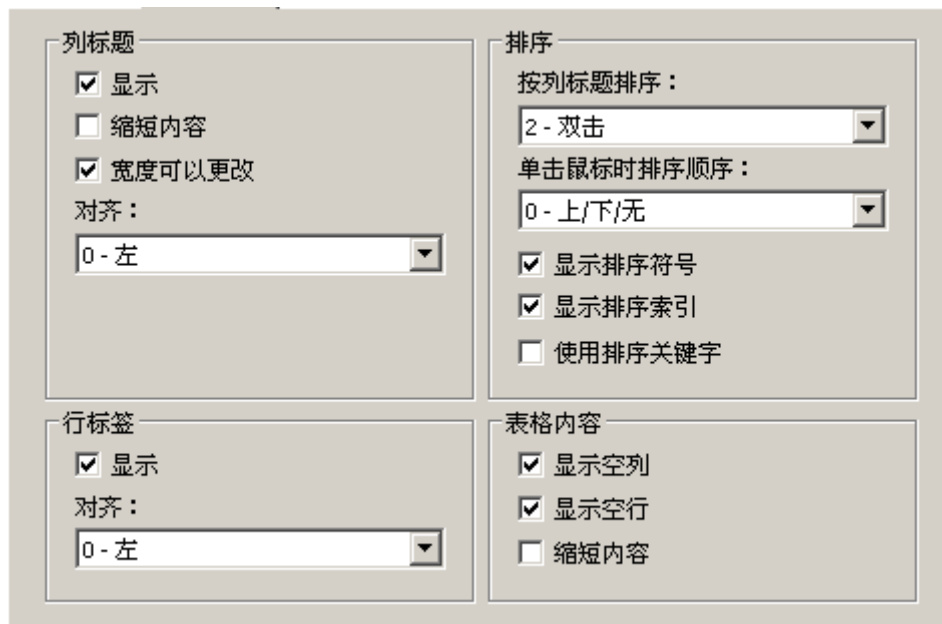 列标题
显示
缩短内容
宽度可以更改
对齐：
0 - 左
排序
按列标题排序：
2 - 双击
单击鼠标时排序顺序：
0 - 上/下/无
显示排序符号
显示排序索引
使用排序关键字
行标签
显示
对齐：
0 - 左
表格内容
显示空列
显示空行
缩短内容